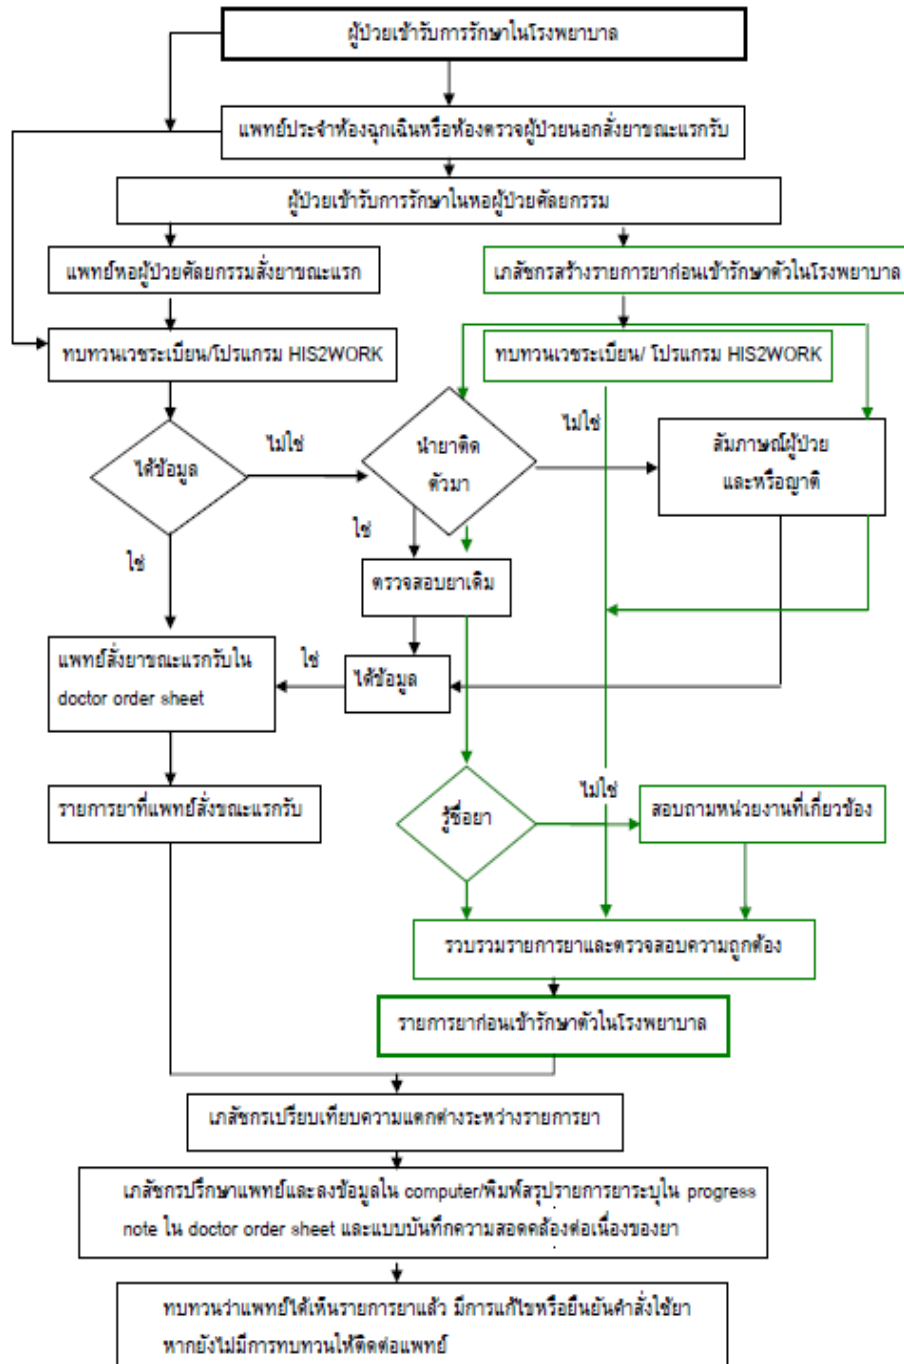 ผู้ป่วยเข้ารับการรักษาในโรงพยาบาล
แพทย์ประจำห้องฉุกเฉินหรือห้องตรวจผู้ป่วยนอกสั่งยาขณะแรกรับ
ผู้ป่วยเข้ารับการรักษาในหอผู้ป่วยศัลยกรรม
แพทย์หอผู้ป่วยศัลยกรรมสั่งยาขณะแรก
เภสัชกรสร้างรายการยาก่อนเข้ารักษาตัวในโรงพยาบาล
ทบทวนเวชระเบียน/โปรแกรม HIS2WORK
ทบทวนเวชระเบียน/ โปรแกรม HIS2WORK
ได้ข้อมูล
ไม่ใช่
นำยาติด
ตัวมา
ไม่ใช่
สัมภาษณ์ผู้ป่วย
และหรือญาติ
ใช่
ใช่
ตรวจสอบยาเดิม
แพทย์สั่งยาขณะแรกรับใน
doctor order sheet
ใช่
ได้ข้อมูล
รายการยาที่แพทย์สั่งขณะแรกรับ
รู้ชื่อยา
ไม่ใช่
สอบถามหน่วยงานที่เกี่ยวข้อง
รวบรวมรายการยาและตรวจสอบความถูกต้อง
รายการยาก่อนเข้ารักษาตัวในโรงพยาบาล
เภสัชกรเปรียบเทียบความแตกต่างระหว่างรายการยา
เภสัชกรปรึกษาแพทย์และลงข้อมูลใน computer/พิมพ์สรุปรายการยาระบุใน progress
note ใน doctor order sheet และแบบบันทึกความสอดคล้องต่อเนื่องของยา
ทบทวนว่าแพทย์ได้เห็นรายการยาแล้ว มีการแก้ไขหรือยืนยันคำสั่งใช้ยา
หากยังไม่มีการทบทวนให้ติดต่อแพทย์